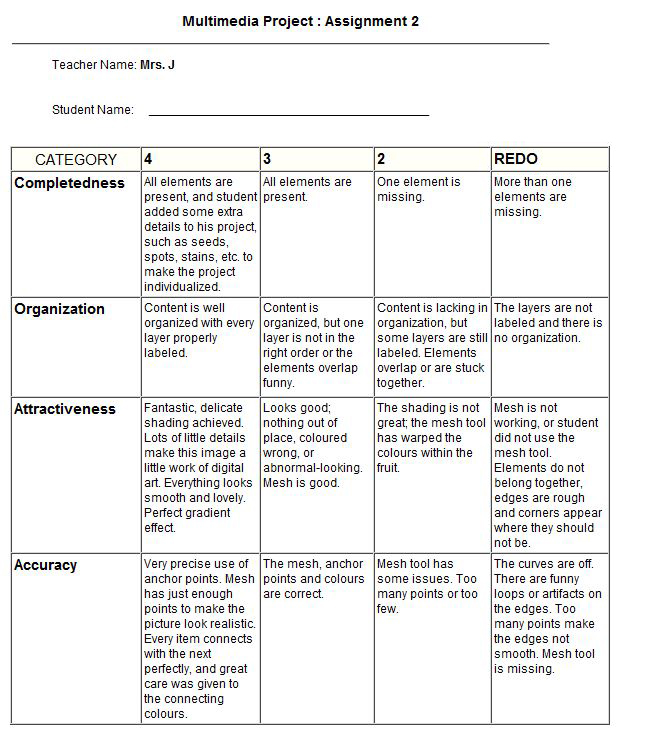 Multimedia Project : Assignment 2
Teacher Name: Mrs. J
Student Name:
CATEGORY 4 3 2 REDO
Completedness
All elements are
present, and student
added some extra
details to his project,
such as seeds,
spots, stains, etc. to
make the project
individualized.
All elements are
present.
One element is
missing.
More than one
elements are
missing.
Organization
Content is well
organized with every
layer properly
labeled.
Content is
organized, but one
layer is not in the
right order or the
elements overlap
funny.
Content is lacking in
organization, but
some layers are still
labeled. Elements
overlap or are stuck
together.
The layers are not
labeled and there is
no organization.
Attractiveness
Fantastic, delicate
shading achieved.
Lots of little details
make this image a
little work of digital
art. Everything looks
smooth and lovely.
Perfect gradient
effect.
Looks good;
nothing out of
place, coloured
wrong, or
abnormal-looking.
Mesh is good.
The shading is not
great; the mesh tool
has warped the
colours within the
fruit.
Mesh is not
working, or student
did not use the
mesh tool.
Elements do not
belong together,
edges are rough
and corners appear
where they should
not be.
Accuracy
Very precise use of
anchor points. Mesh
has just enough
points to make the
picture look realistic.
Every item connects
with the next
perfectly, and great
care was given to
the connecting
colours.
The mesh, anchor
points and colours
are correct.
Mesh tool has
some issues. Too
many points or too
few.
The curves are off.
There are funny
loops or artifacts on
the edges. Too
many points make
the edges not
smooth. Mesh tool
is missing.